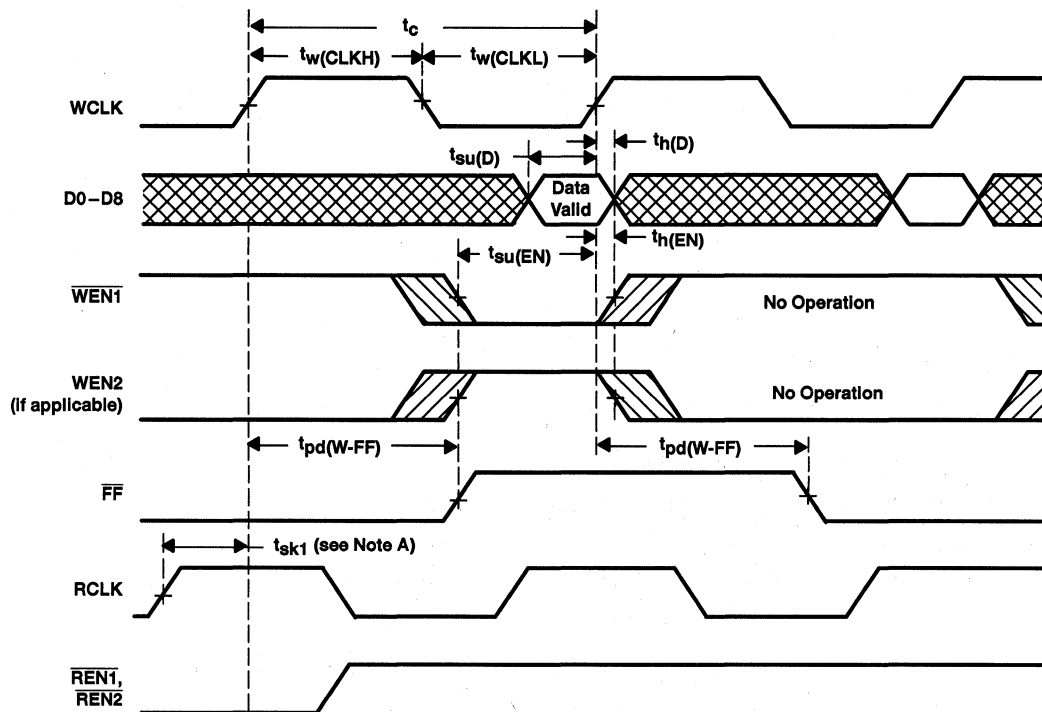 tc
tw(CLKH) tw(CLKL)
WCLK
tsu(D) th(D)
D0–D8 Data Valid
tsu(EN) th(EN)
WEN1 No Operation
WEN2
(if applicable) No Operation
tpd(W-FF) tpd(W-FF)
FF
tsk1 (see Note A)
RCLK
REN1,
REN2